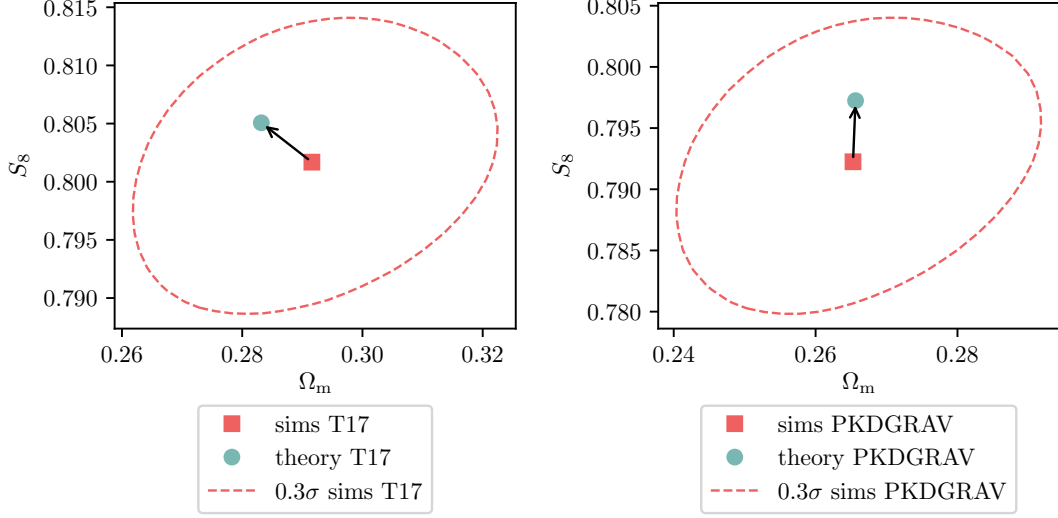 0.815
0.810
0.805
0.800
0.795
0.790
S₈
0.26
0.28
0.30
0.32
Ωₘ
sims T17
theory T17
0.3σ sims T17
0.805
0.800
0.795
0.790
0.785
0.780
S₈
0.24
0.26
0.28
Ωₘ
sims PKDGRAV
theory PKDGRAV
0.3σ sims PKDGRAV